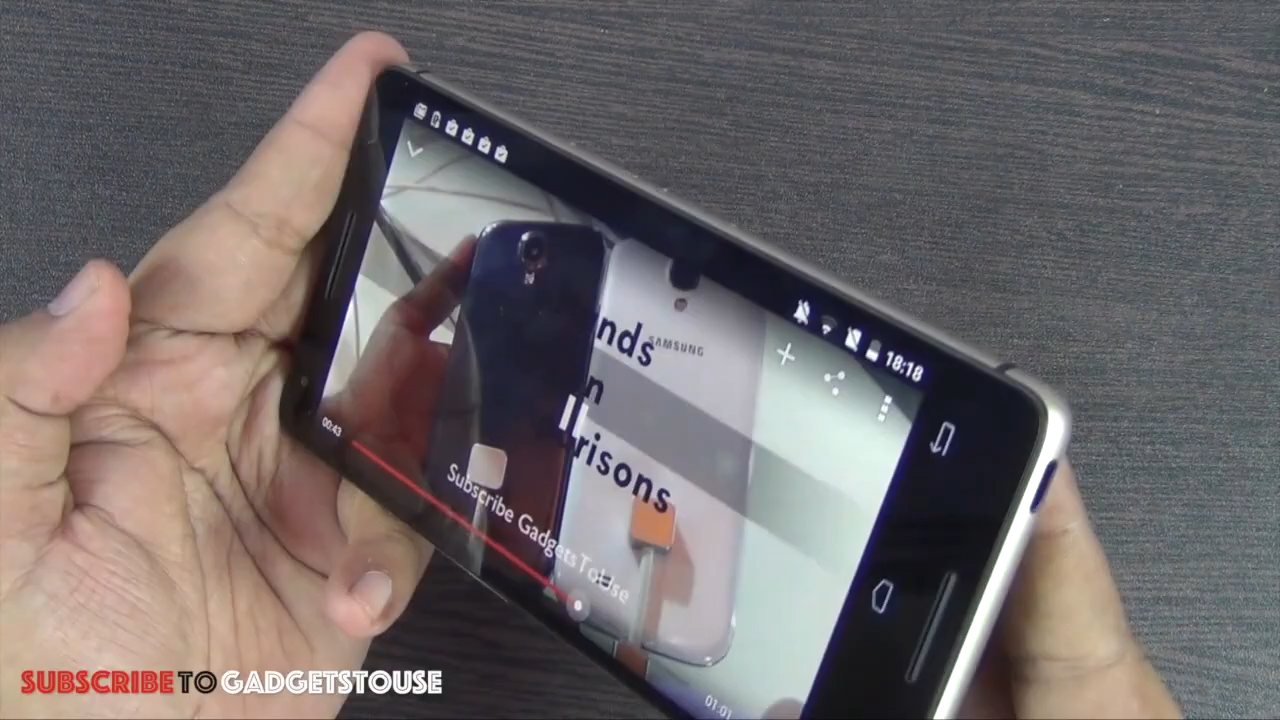 18:18
nds
SAMSUNG
n
risons
00:43
Subscribe GadgetsToUse
01:01
SUBSCRIBE TO GADGETSTOUSE